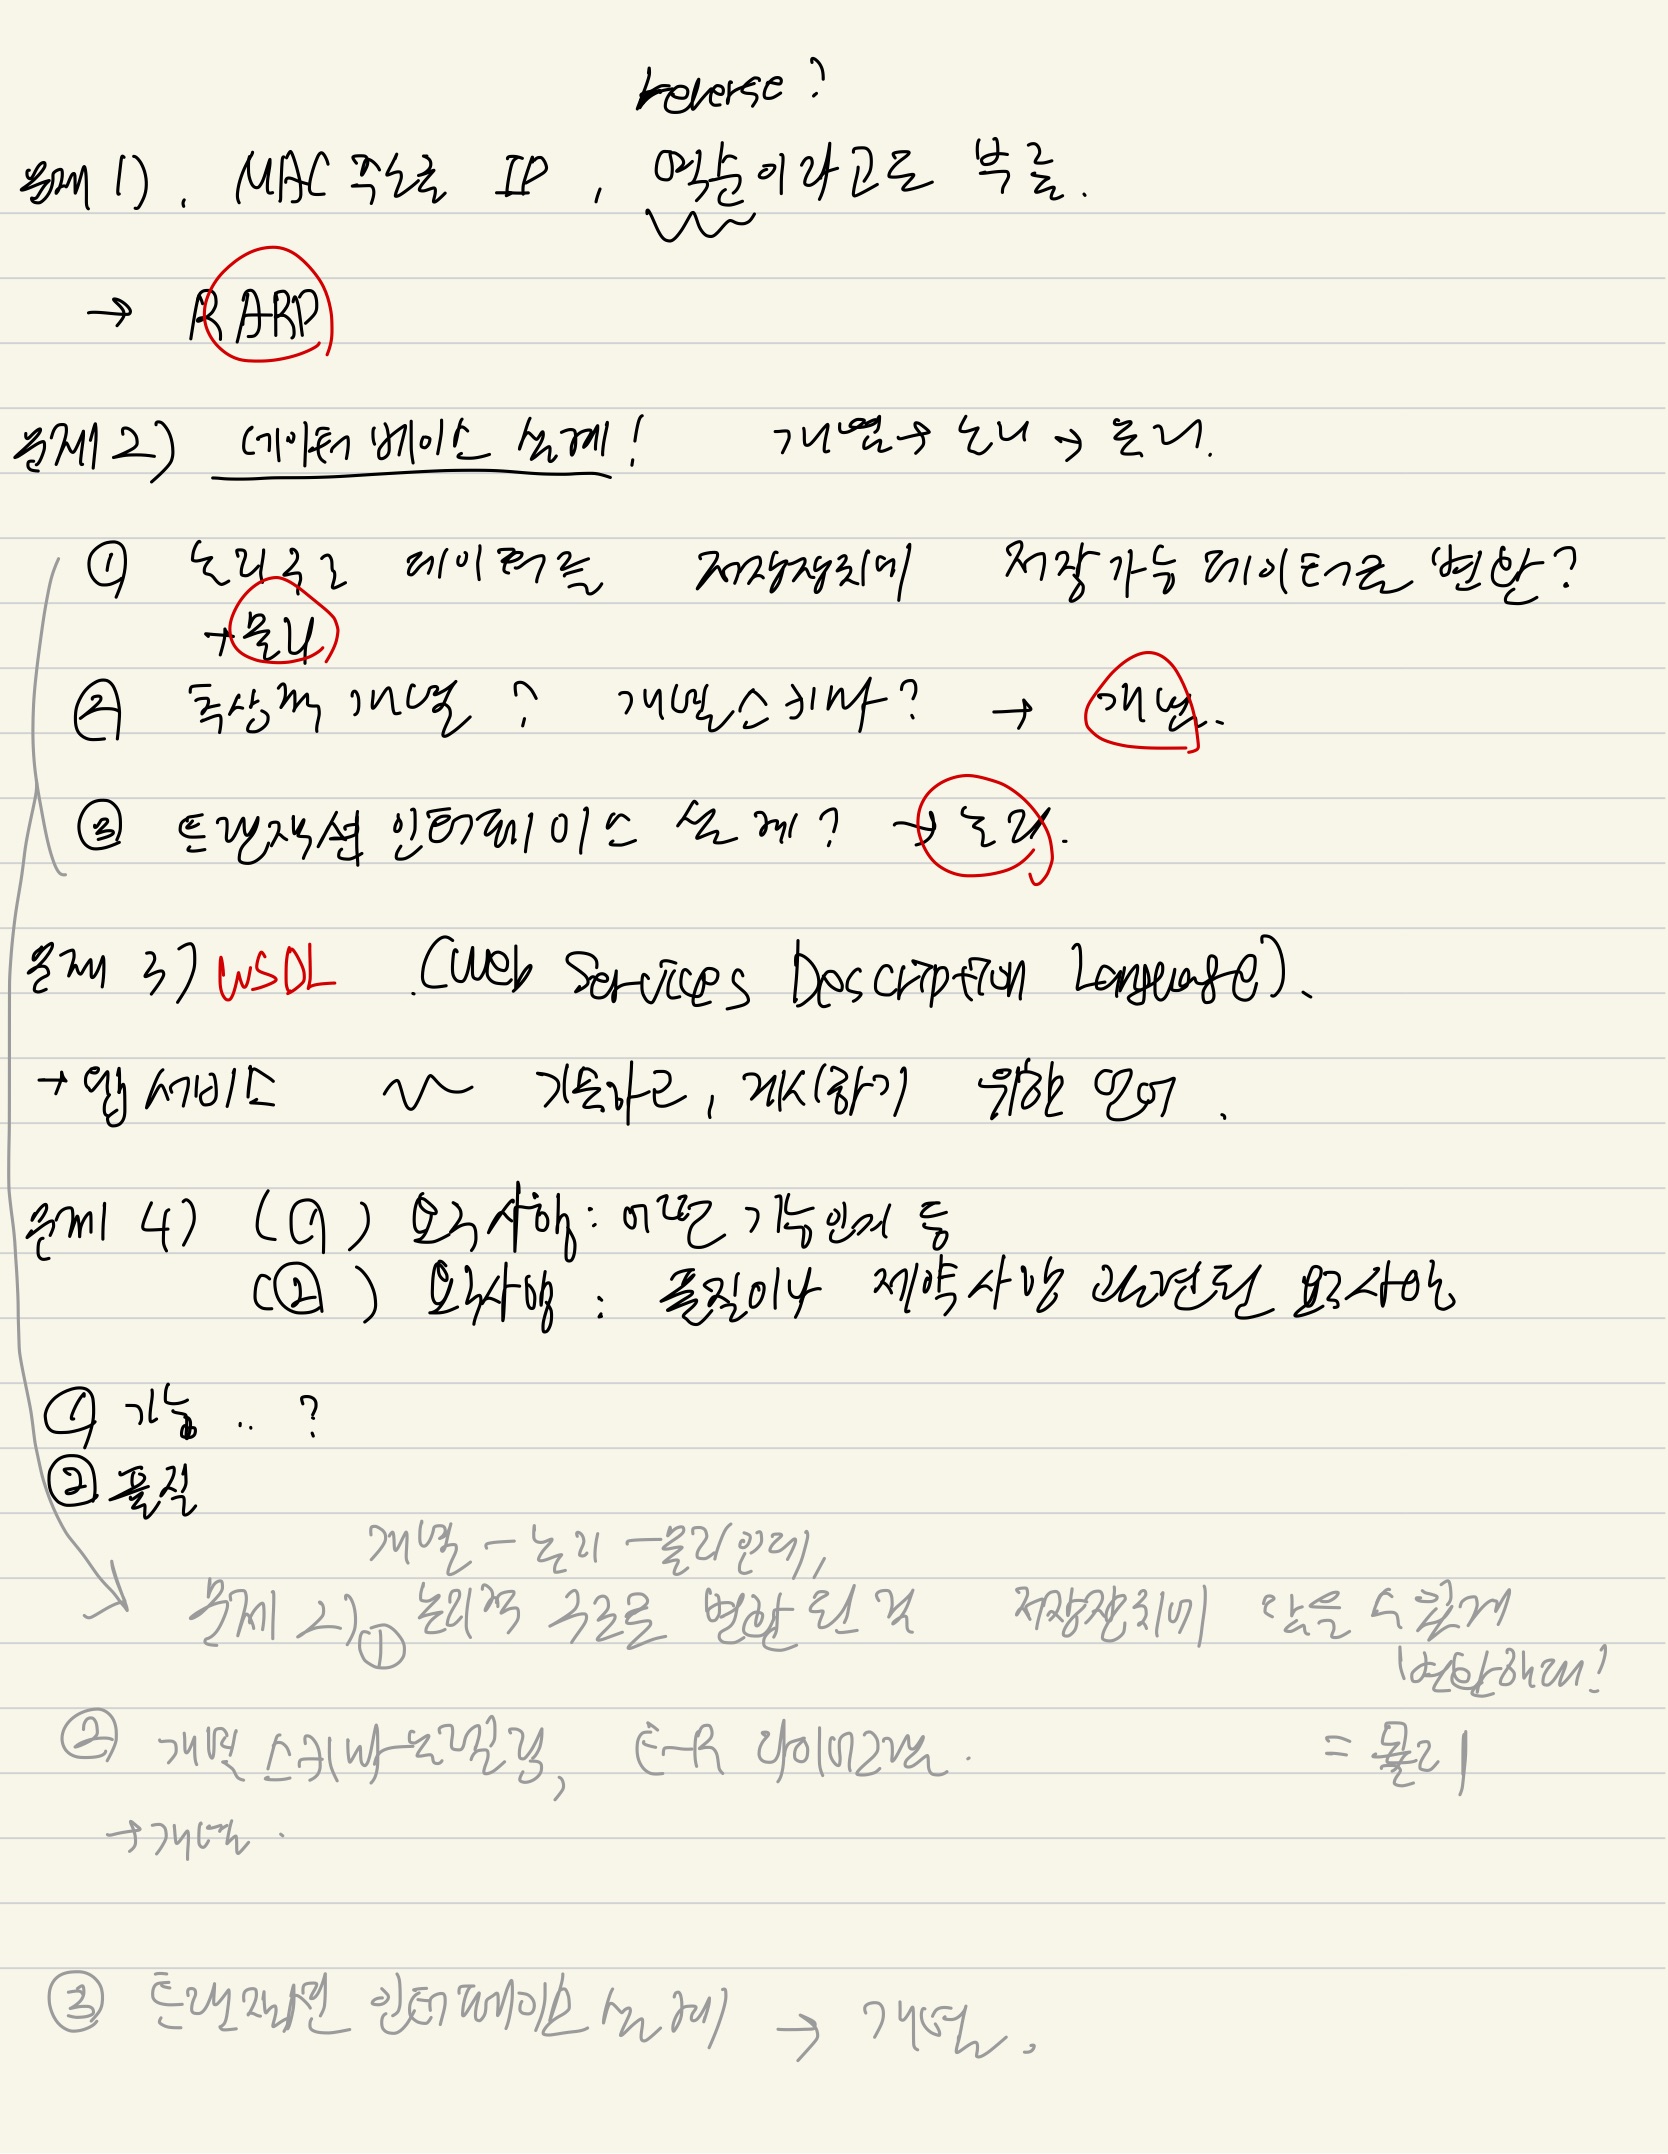 reverse?
문제 1). MAC 주소를 IP, 역순이라고도 부름.
→ RARP
문제 2) 데이터베이스 설계! 개념→논리→물리.
① 논리구조 데이터를 저장장치에 저장가능 데이터로 변환?
→물리
② 추상적 개념? 개념스키마? → 개념.
③ 트랜잭션 인터페이스 설계? → 논리.
문제 3) WSDL. (Web Services Description Language).
→ 웹 서비스 기술하고, 게시하기 위한 언어.
문제 4) (①) 요구사항: 어떤 기능인지 등
(②) 요구사항: 품질이나 제약사항 관련된 요구사항
① 기능..?
② 품질
개념-논리-물리인데,
문제 2) ① 논리적 구조로 변환된 것 저장장치에 담을 수 있게
변환해대!
② 개념 스키마 모델링, E-R 다이어그램. = 물리
→ 개념.
③ 트랜잭션 인터페이스 설계 → 개념.